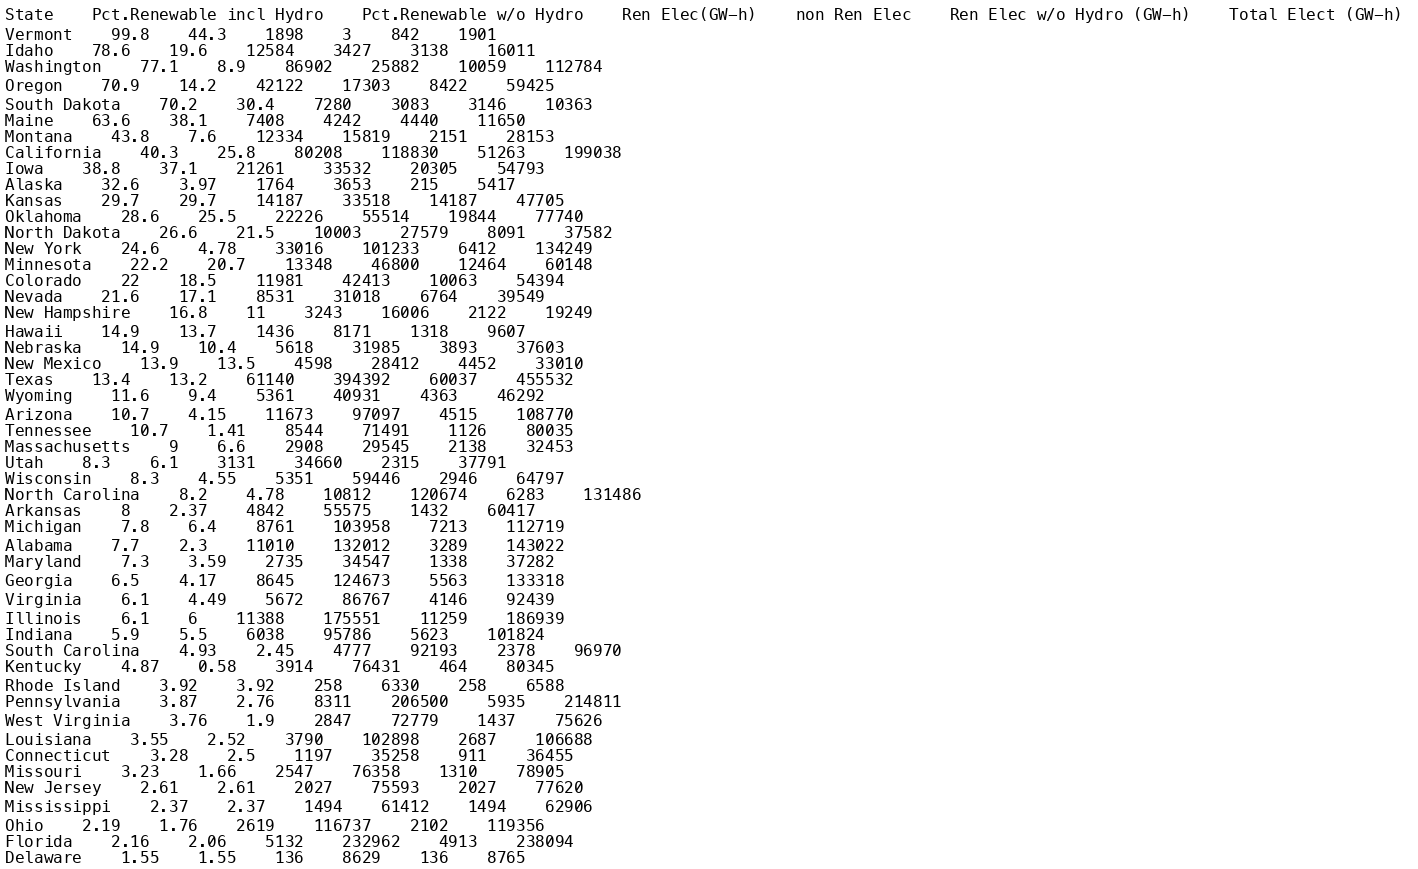 State    Pct.Renewable incl Hydro    Pct.Renewable w/o Hydro    Ren Elec(GW−h)    non Ren Elec    Ren Elec w/o Hydro (GW−h)    Total Elect (GW−h)
Vermont    99.8    44.3    1898    3    842    1901
Idaho    78.6    19.6    12584    3427    3138    16011
Washington    77.1    8.9    86902    25882    10059    112784
Oregon    70.9    14.2    42122    17303    8422    59425
South Dakota    70.2    30.4    7280    3083    3146    10363
Maine    63.6    38.1    7408    4242    4440    11650
Montana    43.8    7.6    12334    15819    2151    28153
California    40.3    25.8    80208    118830    51263    199038
Iowa    38.8    37.1    21261    33532    20305    54793
Alaska    32.6    3.97    1764    3653    215    5417
Kansas    29.7    29.7    14187    33518    14187    47705
Oklahoma    28.6    25.5    22226    55514    19844    77740
North Dakota    26.6    21.5    10003    27579    8091    37582
New York    24.6    4.78    33016    101233    6412    134249
Minnesota    22.2    20.7    13348    46800    12464    60148
Colorado    22    18.5    11981    42413    10063    54394
Nevada    21.6    17.1    8531    31018    6764    39549
New Hampshire    16.8    11    3243    16006    2122    19249
Hawaii    14.9    13.7    1436    8171    1318    9607
Nebraska    14.9    10.4    5618    31985    3893    37603
New Mexico    13.9    13.5    4598    28412    4452    33010
Texas    13.4    13.2    61140    394392    60037    455532
Wyoming    11.6    9.4    5361    40931    4363    46292
Arizona    10.7    4.15    11673    97097    4515    108770
Tennessee    10.7    1.41    8544    71491    1126    80035
Massachusetts    9    6.6    2908    29545    2138    32453
Utah    8.3    6.1    3131    34660    2315    37791
Wisconsin    8.3    4.55    5351    59446    2946    64797
North Carolina    8.2    4.78    10812    120674    6283    131486
Arkansas    8    2.37    4842    55575    1432    60417
Michigan    7.8    6.4    8761    103958    7213    112719
Alabama    7.7    2.3    11010    132012    3289    143022
Maryland    7.3    3.59    2735    34547    1338    37282
Georgia    6.5    4.17    8645    124673    5563    133318
Virginia    6.1    4.49    5672    86767    4146    92439
Illinois    6.1    6    11388    175551    11259    186939
Indiana    5.9    5.5    6038    95786    5623    101824
South Carolina    4.93    2.45    4777    92193    2378    96970
Kentucky    4.87    0.58    3914    76431    464    80345
Rhode Island    3.92    3.92    258    6330    258    6588
Pennsylvania    3.87    2.76    8311    206500    5935    214811
West Virginia    3.76    1.9    2847    72779    1437    75626
Louisiana    3.55    2.52    3790    102898    2687    106688
Connecticut    3.28    2.5    1197    35258    911    36455
Missouri    3.23    1.66    2547    76358    1310    78905
New Jersey    2.61    2.61    2027    75593    2027    77620
Mississippi    2.37    2.37    1494    61412    1494    62906
Ohio    2.19    1.76    2619    116737    2102    119356
Florida    2.16    2.06    5132    232962    4913    238094
Delaware    1.55    1.55    136    8629    136    8765